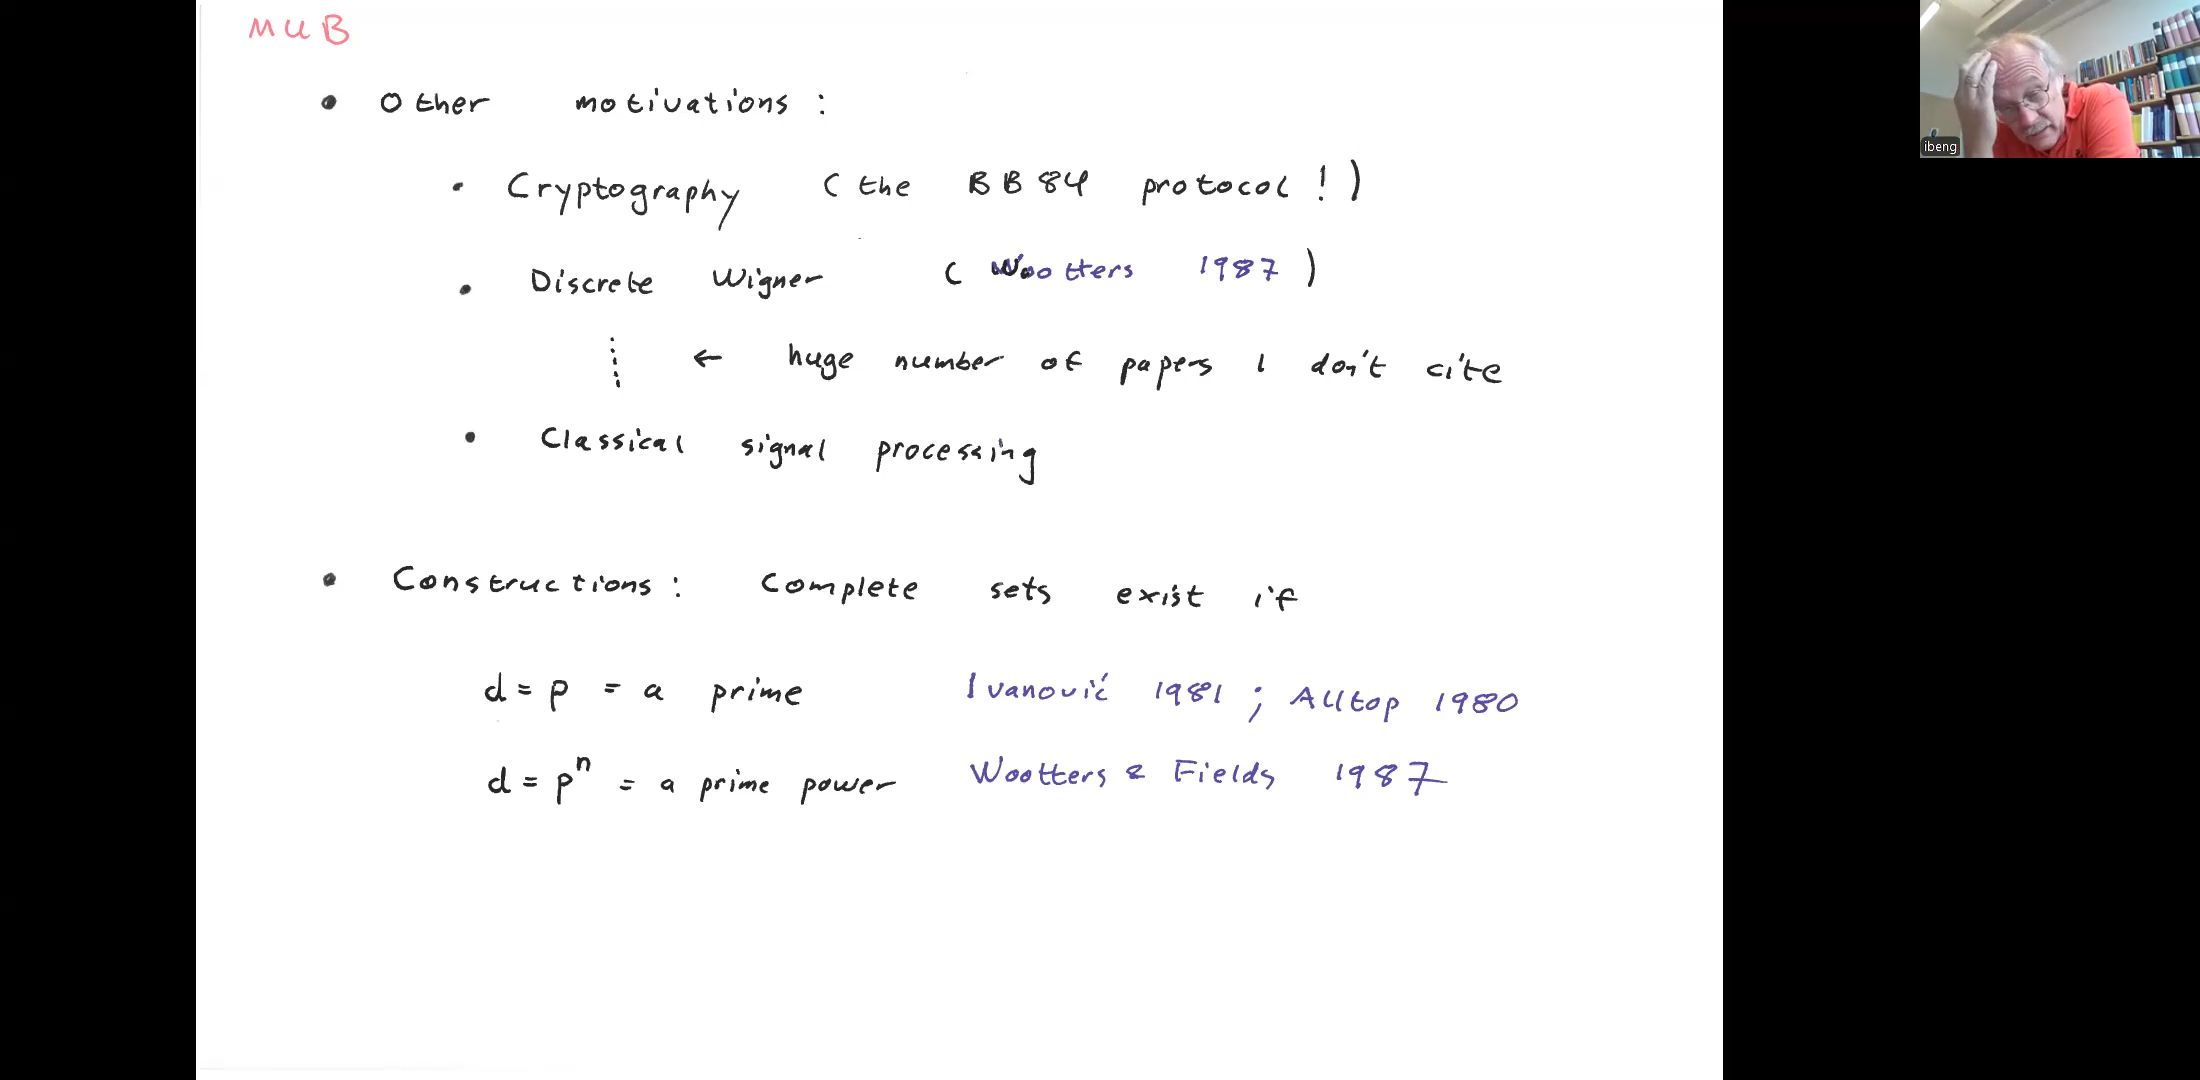 MUB
• Other motivations:
• Cryptography (the BB84 protocol!)
• Discrete Wigner (Wootters 1987)
← huge number of papers I don't cite
• Classical signal processing
• Constructions: Complete sets exist if
d = p = a prime Ivanović 1981; Alltop 1980
d = pⁿ = a prime power Wootters & Fields 1987
ibeng